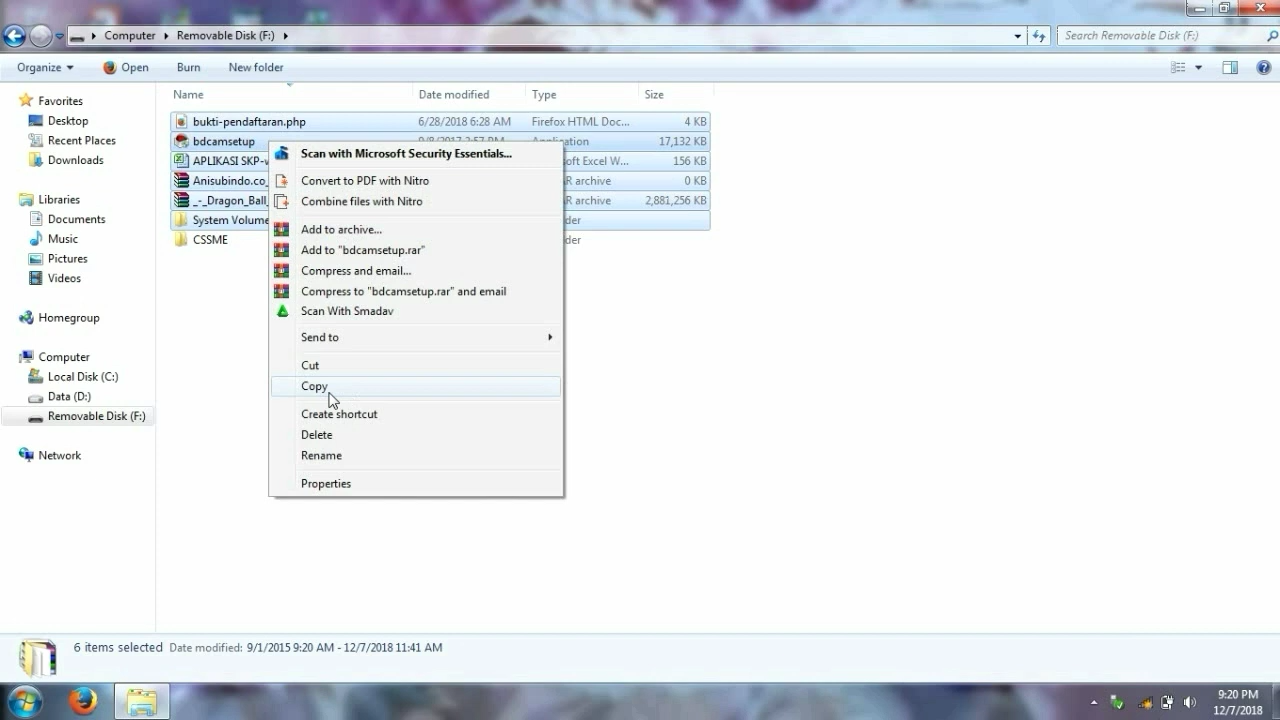 Computer
Removable Disk (F:)
Search Removable Disk (F:)
Organize
Open
Burn
New folder
Name
Date modified
Type
Size
Favorites
Desktop
Recent Places
Downloads
Libraries
Documents
Music
Pictures
Videos
Homegroup
Computer
Local Disk (C:)
Data (D:)
Removable Disk (F:)
Network
bukti-pendaftaran.php 6/28/2018 6:28 AM Firefox HTML Doc... 4 KB
bdcamsetup Application 17,132 KB
APLIKASI SKP-v oft Excel W... 156 KB
Anisubindo.co_ AR archive 0 KB
_-_Dragon_Ball_ AR archive 2,881,256 KB
System Volume der
CSSME der
Scan with Microsoft Security Essentials...
Convert to PDF with Nitro
Combine files with Nitro
Add to archive...
Add to "bdcamsetup.rar"
Compress and email...
Compress to "bdcamsetup.rar" and email
Scan With Smadav
Send to
Cut
Copy
Create shortcut
Delete
Rename
Properties
6 items selected Date modified: 9/1/2015 9:20 AM - 12/7/2018 11:41 AM
9:20 PM
12/7/2018